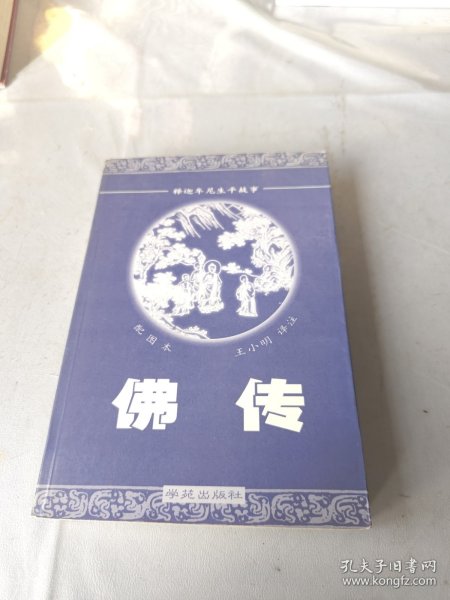 释迦牟尼生平故事
配图本
王小明 译注
佛传
学苑出版社
孔夫子旧书网
www.kongfz.com